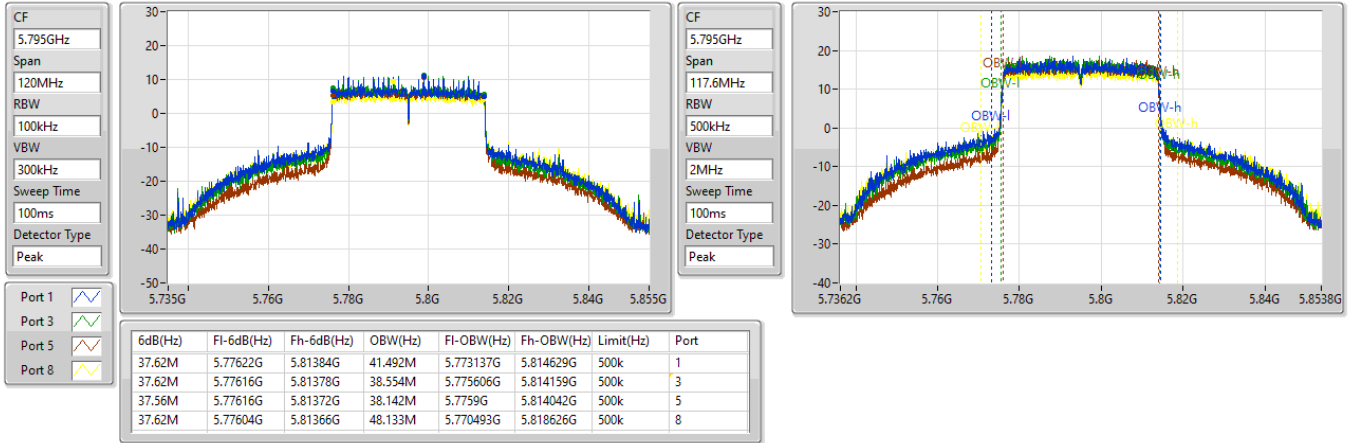 CF
5.795GHz
Span
120MHz
RBW
100kHz
VBW
300kHz
Sweep Time
100ms
Detector Type
Peak
30
20
10
0
-10
-20
-30
-40
-50
5.735G 5.76G 5.78G 5.8G 5.82G 5.84G 5.855G
CF
5.795GHz
Span
117.6MHz
RBW
500kHz
VBW
2MHz
Sweep Time
100ms
Detector Type
Peak
30
20
10
0
-10
-20
-30
-40
OBW-l
OBW-l
OBW-h
OBW-h
OBW-h
5.7362G 5.76G 5.78G 5.8G 5.82G 5.84G 5.8538G
Port 1
Port 3
Port 5
Port 8
6dB(Hz) Fl-6dB(Hz) Fh-6dB(Hz) OBW(Hz) Fl-OBW(Hz) Fh-OBW(Hz) Limit(Hz) Port
37.62M 5.77622G 5.81384G 41.492M 5.773137G 5.814629G 500k 1
37.62M 5.77616G 5.81378G 38.554M 5.775606G 5.814159G 500k 3
37.56M 5.77616G 5.81372G 38.142M 5.7759G 5.814042G 500k 5
37.62M 5.77604G 5.81366G 48.133M 5.770493G 5.818626G 500k 8